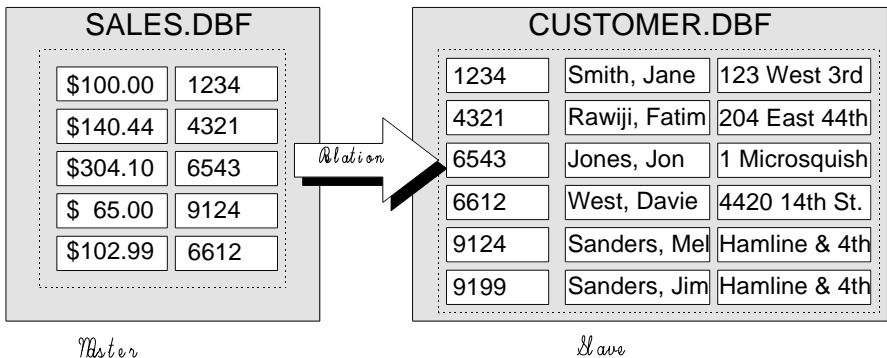 SALES.DBF
$100.00 1234
$140.44 4321
$304.10 6543
$ 65.00 9124
$102.99 6612
Relation
CUSTOMER.DBF
1234 Smith, Jane 123 West 3rd
4321 Rawiji, Fatim 204 East 44th
6543 Jones, Jon 1 Microsquish
6612 West, Davie 4420 14th St.
9124 Sanders, Mel Hamline & 4th
9199 Sanders, Jim Hamline & 4th
Master
Slave